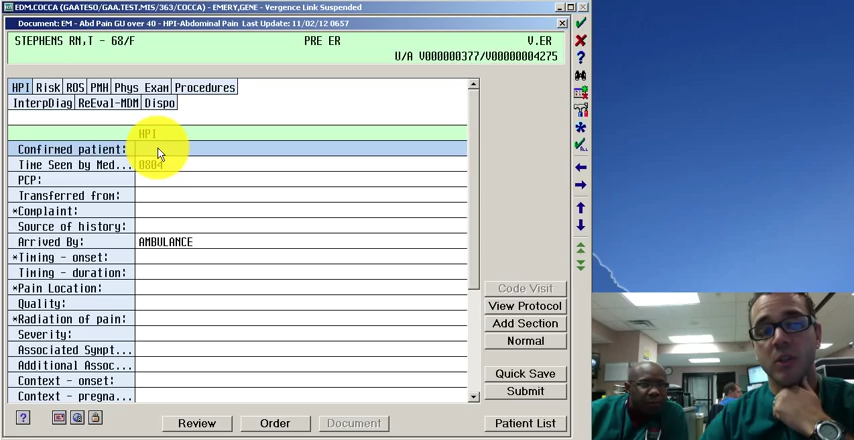 EDM.COCCA (GAATESO/GAA.TEST.MIS/363/COCCA) - EMERY,GENE - Vergence Link Suspended
Document: EM - Abd Pain GU over 40 - HPI-Abdominal Pain Last Update: 11/02/12 0657
STEPHENS RN,T - 68/F PRE ER V.ER
U/A V000000377/V00000004275
HPI Risk ROS PMH Phys Exam Procedures
InterpDiag ReEval-MDM Dispo
HPI
Confirmed patient:
Time Seen by Med... 0804
PCP:
Transferred from:
*Complaint:
Source of history:
Arrived By: AMBULANCE
*Timing - onset:
Timing - duration:
*Pain Location:
Quality:
*Radiation of pain:
Severity:
Associated Sympt...
Additional Assoc...
Context - onset:
Context - pregna...
Code Visit
View Protocol
Add Section
Normal
Quick Save
Submit
Review Order Document Patient List
ALL